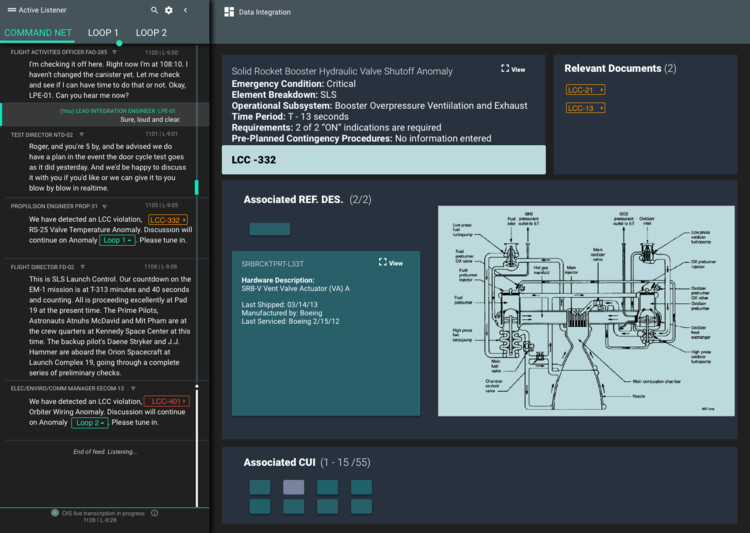 Active Listener
COMMAND NET LOOP 1 LOOP 2
FLIGHT ACTIVITIES OFFICER FAO-285 1100 | L-9:00
I'm checking it off here. Right now I'm at 108:10. I
haven't changed the canister yet. Let me check
and see if I can have time to do that or not. Okay,
LPE-01. Can you hear me now?
(You) LEAD INTEGRATION ENGINEER LPE-01
Sure, loud and clear.
TEST DIRECTOR NTD-02 1101 | L-9:01
Roger, and you're 5 by, and be advised we do
have a plan in the event the door cycle test goes
as it did yesterday. And we'd be happy to discuss
it with you if you'd like or we can give it to you
blow by blow in realtime.
PROPULSION ENGINEER PROP-31 1105 | L-9:05
We have detected an LCC violation, LCC-332
RS-25 Valve Temperature Anomaly. Discussion will
continue on Anomaly Loop 1. Please tune in.
FLIGHT DIRECTOR FD-02 1108 | L-9:08
This is SLS Launch Control. Our countdown on the
EM-1 mission is at T-313 minutes and 40 seconds
and counting. All is proceeding excellently at Pad
19 at the present time. The Prime Pilots,
Astronauts Atnuhs McDavid and MIt Pham are at
the crew quarters at Kennedy Space Center at this
time. The backup pilot's Daene Stryker and J.J.
Hammer are aboard the Orion Spacecraft at
Launch Complex 19, going through a complete
series of preliminary checks.
ELEC/ENVIRO/COMM MANAGER EECOM-13
We have detected an LCC violation, LCC-401
Orbiter Wiring Anomaly. Discussion will continue
on Anomaly Loop 2. Please tune in.
End of feed. Listening...
OIS live transcription in progress
1128 | L-9:28
Data Integration
Solid Rocket Booster Hydraulic Valve Shutoff Anomaly View
Emergency Condition: Critical
Element Breakdown: SLS
Operational Subsystem: Booster Overpressure Ventiilation and Exhaust
Time Period: T - 13 seconds
Requirements: 2 of 2 "ON" indications are required
Pre-Planned Contingency Procedures: No information entered
LCC -332
Relevant Documents (2)
LCC-21
LCC-13
Associated REF. DES. (2/2)
SRBRCKTPRT-L33T View
Hardware Description:
SRB-V Vent Valve Actuator (VA) A
Last Shipped: 03/14/13
Manufactured by: Boeing
Last Serviced: Boeing 2/15/12
Low press
fuel
turbopump
Fuel
inlet
GH2
pressurant
outlet to ET
GO2
pressurant
outlet to ET
Oxidizer
inlet
Low press
oxidizer
turbopump
Fuel
preburner
OX valve
Fuel
preburner
injector
Hot gas manifold
Main
injector
Main
oxidizer
valve
OX preburner
injector
Fuel
preburner
Oxidizer
preburner
OX valve
Oxidizer
preburner
High press
fuel
turbopump
Oxidizer
heat
exchanger
Main
fuel
valve
High press
oxidizer
turbopump
Chamber
coolant
valve
Main combustion chamber
Nozzle
Associated CUI (1 - 15 /55)